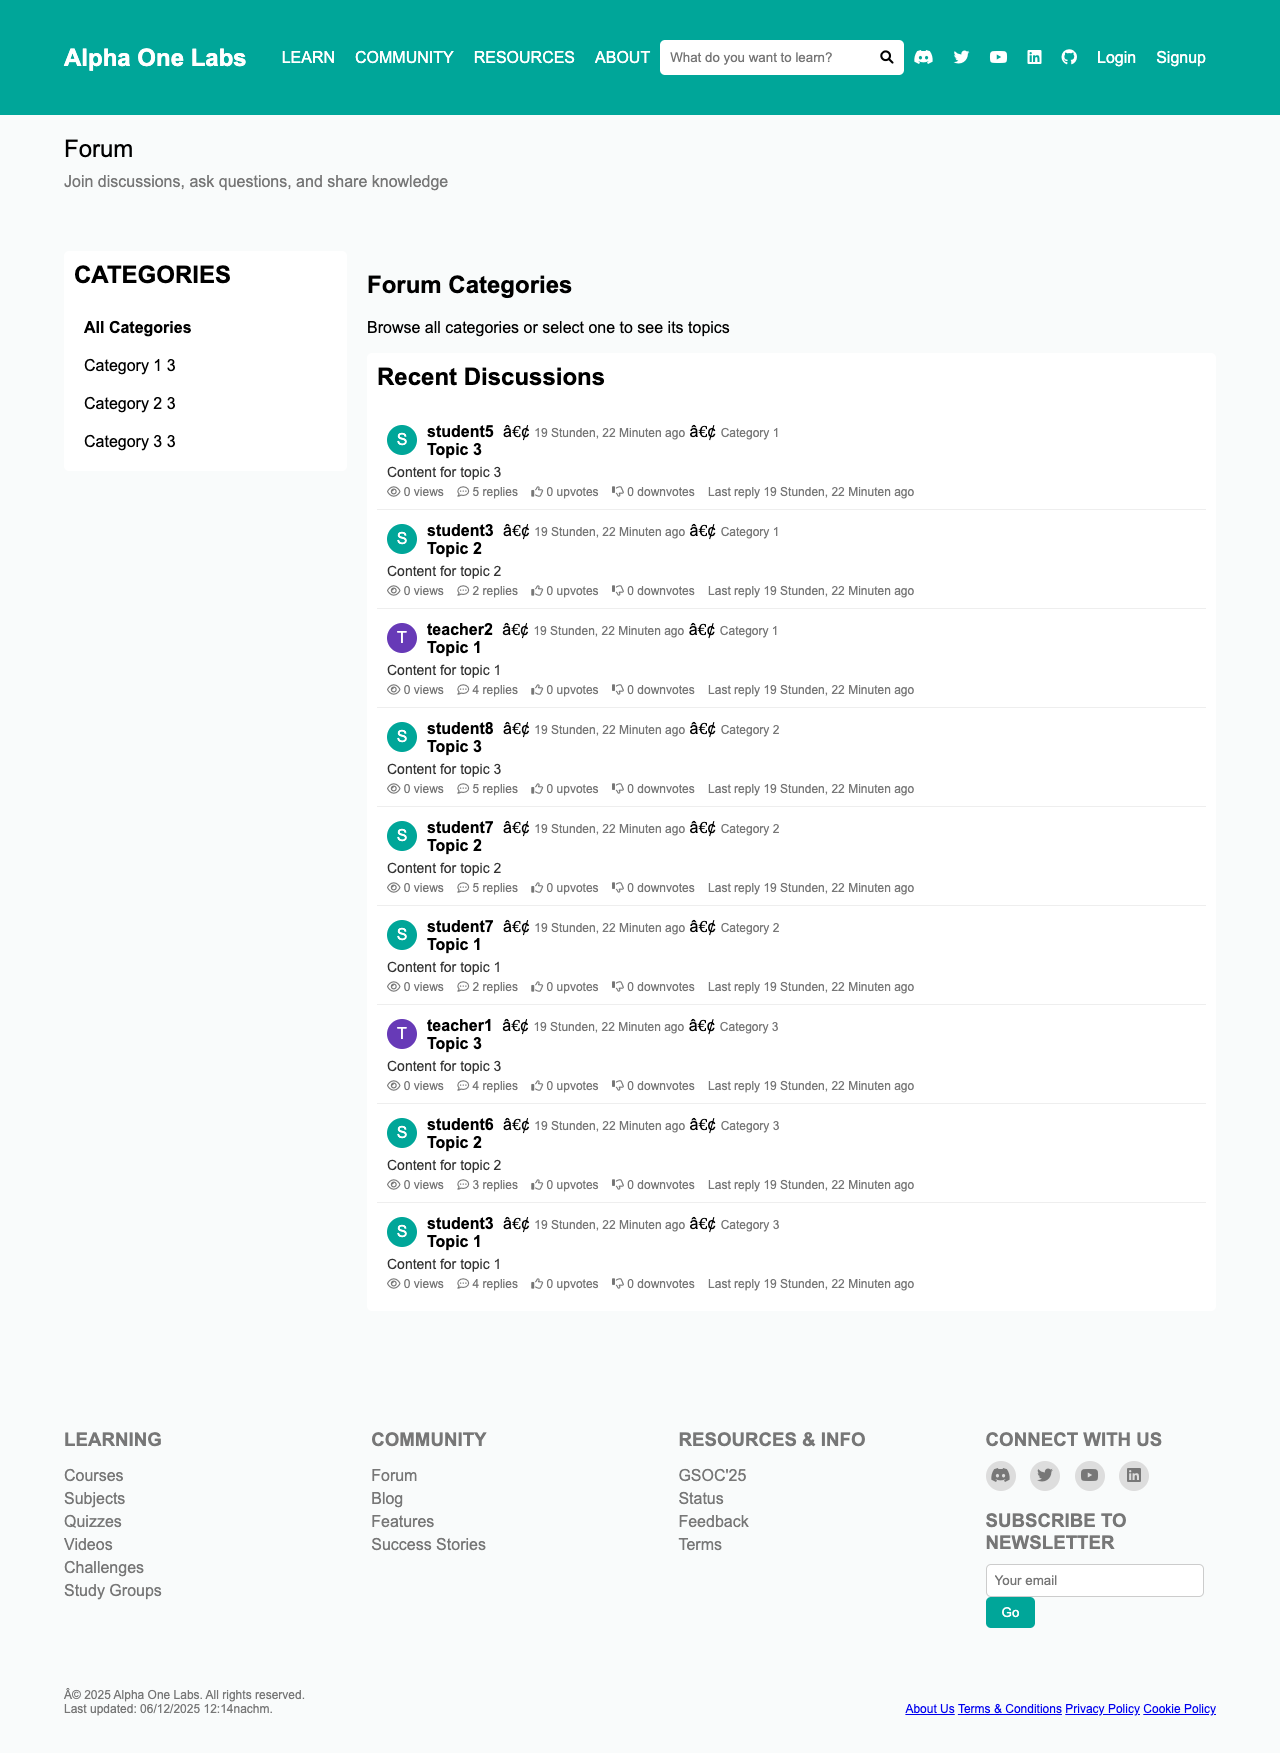 Alpha One Labs LEARN COMMUNITY RESOURCES ABOUT What do you want to learn? Login Signup
Forum
Join discussions, ask questions, and share knowledge
CATEGORIES
All Categories
Category 1 3
Category 2 3
Category 3 3
Forum Categories
Browse all categories or select one to see its topics
Recent Discussions
S student5 â€¢ 19 Stunden, 22 Minuten ago â€¢ Category 1
Topic 3
Content for topic 3
0 views 5 replies 0 upvotes 0 downvotes Last reply 19 Stunden, 22 Minuten ago
S student3 â€¢ 19 Stunden, 22 Minuten ago â€¢ Category 1
Topic 2
Content for topic 2
0 views 2 replies 0 upvotes 0 downvotes Last reply 19 Stunden, 22 Minuten ago
T teacher2 â€¢ 19 Stunden, 22 Minuten ago â€¢ Category 1
Topic 1
Content for topic 1
0 views 4 replies 0 upvotes 0 downvotes Last reply 19 Stunden, 22 Minuten ago
S student8 â€¢ 19 Stunden, 22 Minuten ago â€¢ Category 2
Topic 3
Content for topic 3
0 views 5 replies 0 upvotes 0 downvotes Last reply 19 Stunden, 22 Minuten ago
S student7 â€¢ 19 Stunden, 22 Minuten ago â€¢ Category 2
Topic 2
Content for topic 2
0 views 5 replies 0 upvotes 0 downvotes Last reply 19 Stunden, 22 Minuten ago
S student7 â€¢ 19 Stunden, 22 Minuten ago â€¢ Category 2
Topic 1
Content for topic 1
0 views 2 replies 0 upvotes 0 downvotes Last reply 19 Stunden, 22 Minuten ago
T teacher1 â€¢ 19 Stunden, 22 Minuten ago â€¢ Category 3
Topic 3
Content for topic 3
0 views 4 replies 0 upvotes 0 downvotes Last reply 19 Stunden, 22 Minuten ago
S student6 â€¢ 19 Stunden, 22 Minuten ago â€¢ Category 3
Topic 2
Content for topic 2
0 views 3 replies 0 upvotes 0 downvotes Last reply 19 Stunden, 22 Minuten ago
S student3 â€¢ 19 Stunden, 22 Minuten ago â€¢ Category 3
Topic 1
Content for topic 1
0 views 4 replies 0 upvotes 0 downvotes Last reply 19 Stunden, 22 Minuten ago
LEARNING
Courses
Subjects
Quizzes
Videos
Challenges
Study Groups
COMMUNITY
Forum
Blog
Features
Success Stories
RESOURCES & INFO
GSOC'25
Status
Feedback
Terms
CONNECT WITH US
SUBSCRIBE TO
NEWSLETTER
Your email
Go
Â© 2025 Alpha One Labs. All rights reserved.
Last updated: 06/12/2025 12:14nachm.
About Us Terms & Conditions Privacy Policy Cookie Policy